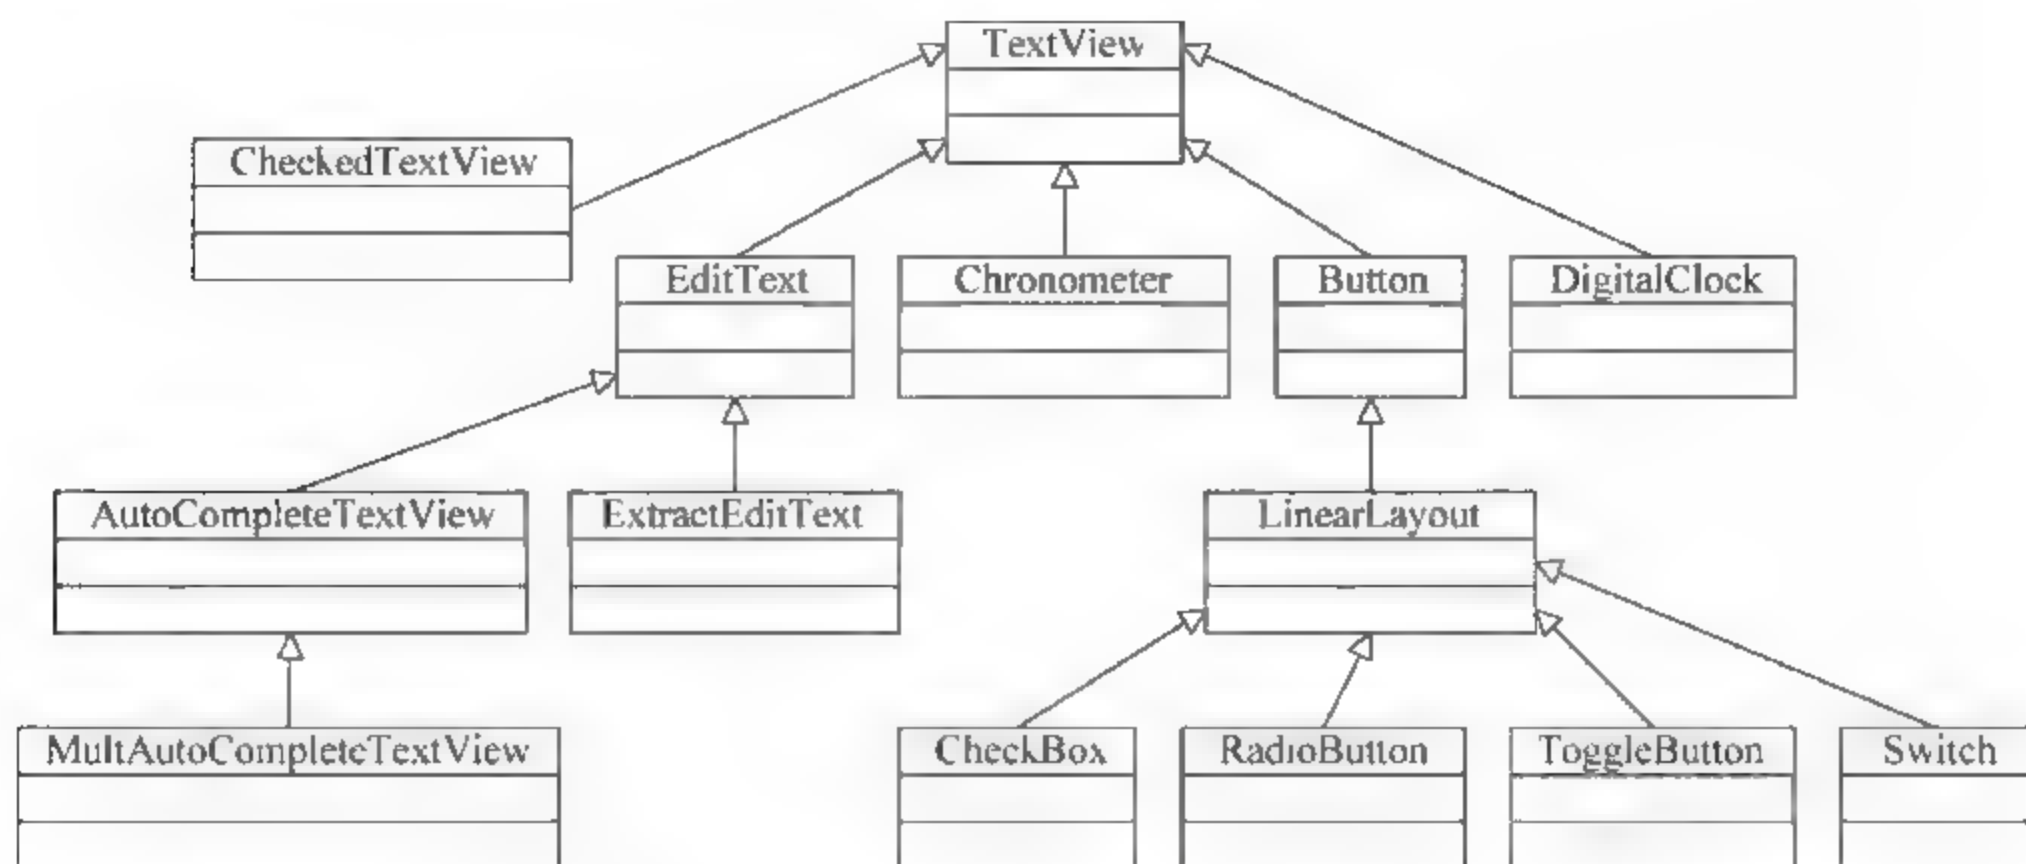 TextView
CheckedTextView
EditText
Chronometer
Button
DigitalClock
AutoCompleteTextView
ExtractEditText
LinearLayout
MultAutoCompleteTextView
CheckBox
RadioButton
ToggleButton
Switch